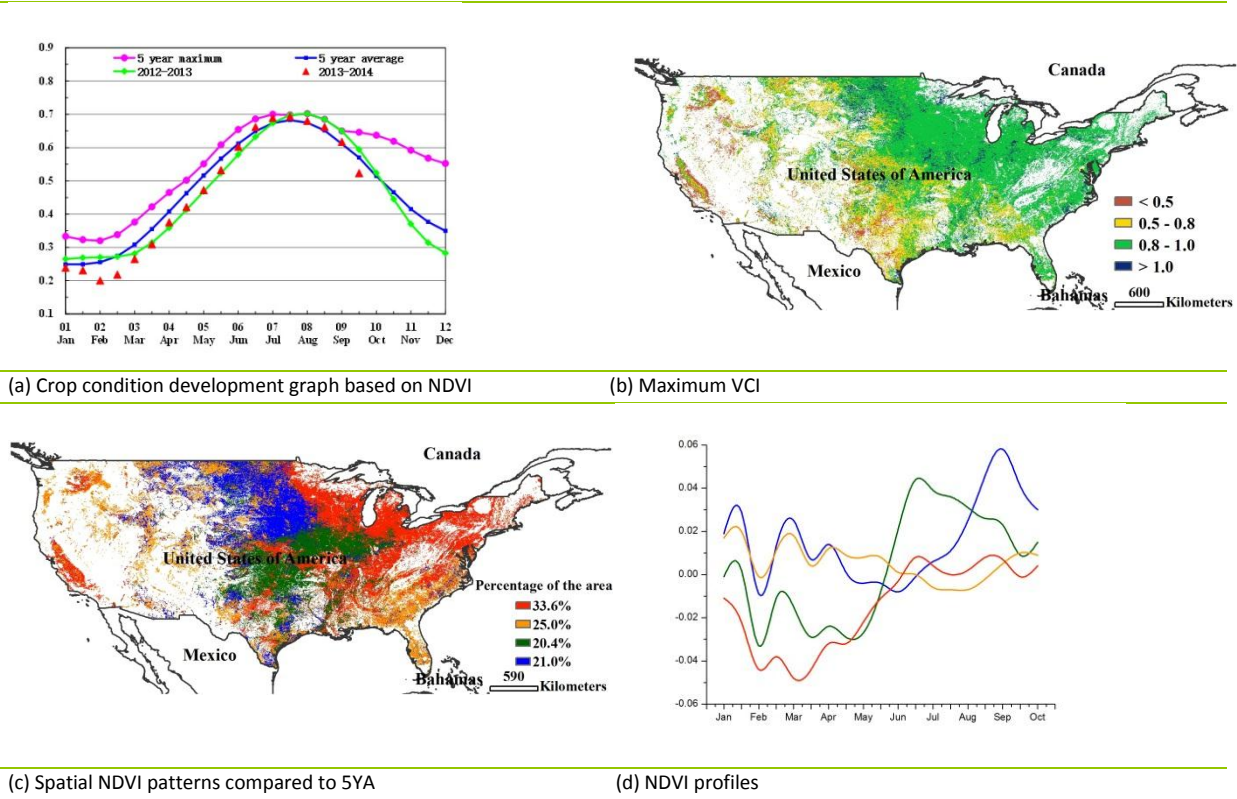 0.9
0.8
0.7
0.6
0.5
0.4
0.3
0.2
0.1
5 year maximum
5 year average
2012-2013
2013-2014
01 02 03 04 05 06 07 08 09 10 11 12
Jan Feb Mar Apr May Jun Jul Aug Sep Oct Nov Dec
Canada
United States of America
Mexico
Bahamas
< 0.5
0.5 - 0.8
0.8 - 1.0
> 1.0
600
Kilometers
(a) Crop condition development graph based on NDVI
(b) Maximum VCI
Canada
United States of America
Mexico
Bahamas
Percentage of the area
33.6%
25.0%
20.4%
21.0%
590
Kilometers
0.06
0.04
0.02
0.00
-0.02
-0.04
-0.06
Jan Feb Mar Apr May Jun Jul Aug Sep Oct
(c) Spatial NDVI patterns compared to 5YA
(d) NDVI profiles